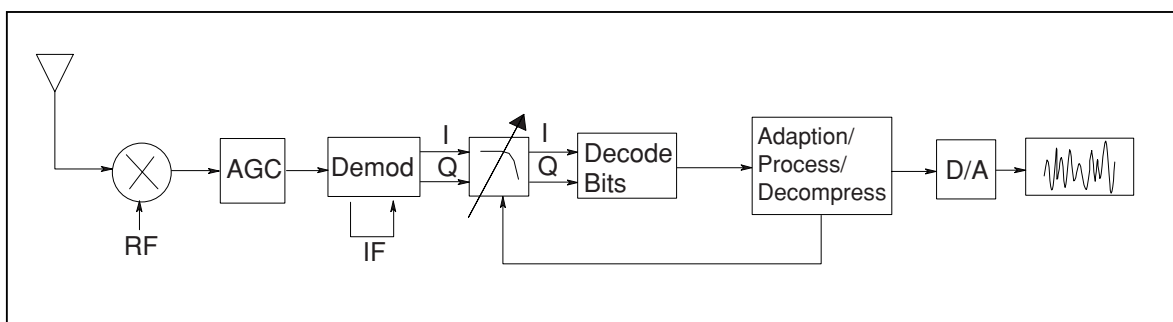 RF
AGC
Demod
IF
I
Q
I
Q
Decode
Bits
Adaption/
Process/
Decompress
D/A